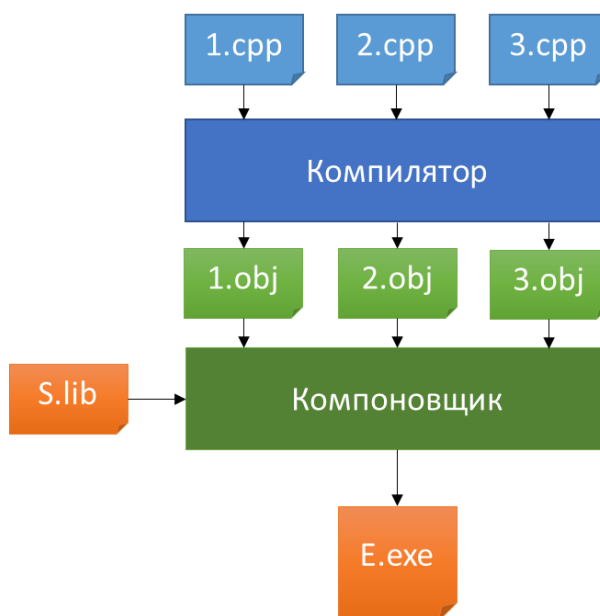 1.cpp
2.cpp
3.cpp
Компилятор
1.obj
2.obj
3.obj
S.lib
Компоновщик
E.exe